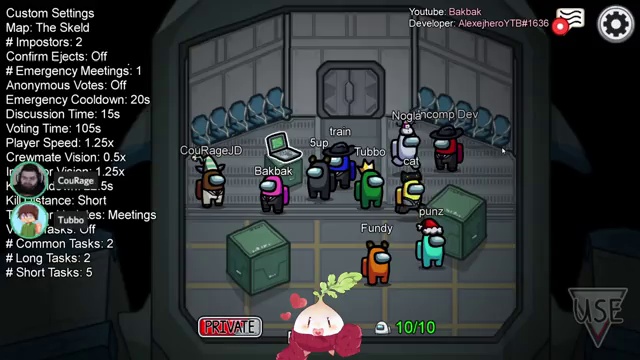 Custom Settings
Map: The Skeld
# Impostors: 2
Confirm Ejects: Off
# Emergency Meetings: 1
Anonymous Votes: Off
Emergency Cooldown: 20s
Discussion Time: 15s
Voting Time: 105s
Player Speed: 1.25x
Crewmate Vision: 0.5x
Vision: 1.25x
CouRage
Distance: Short
Tubbo
Meetings
Off
# Common Tasks: 2
# Long Tasks: 2
# Short Tasks: 5
Youtube: Bakbak
Developer: AlexejheroYTB#1636
Nogla
ncomp Dev
train
5up
CouRageJD
Tubbo
cat
Bakbak
punz
Fundy
PRIVATE
10/10
USE